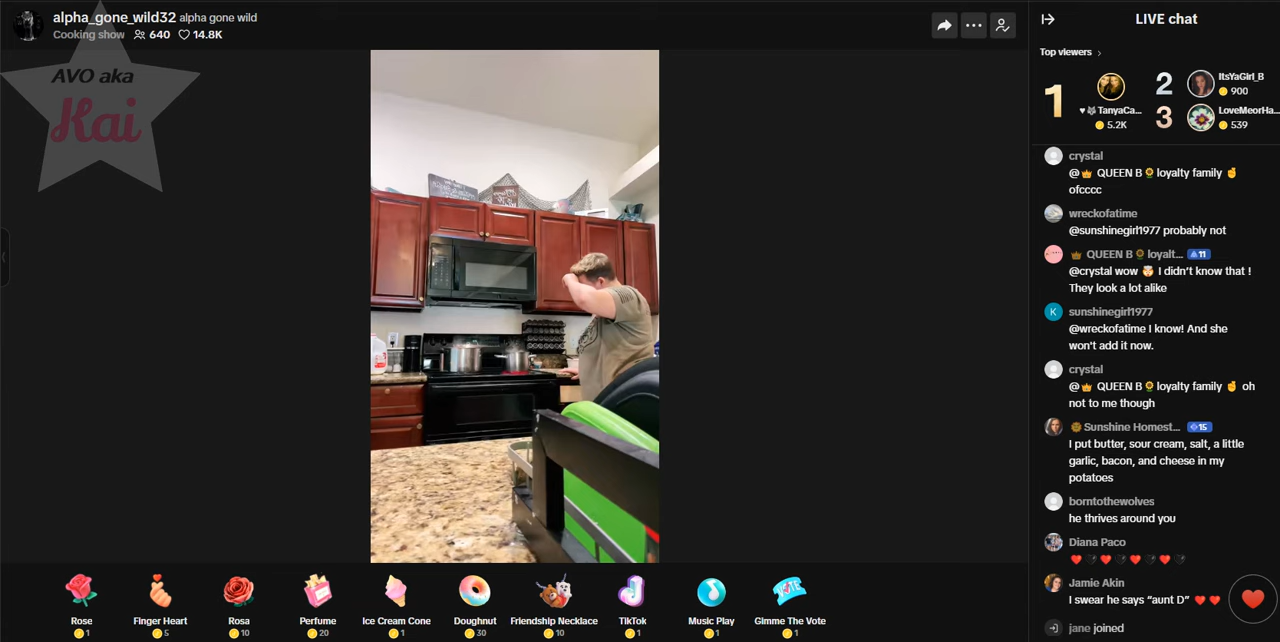 alpha_gone_wild32 alpha gone wild
Cooking show 640 14.8K
AVO aka
Kai
LIVE chat
Top viewers >
1
TanyaCa...
5.2K
2
ItsYaGirl_B
900
3
LoveMeorHa...
539
crystal
@👑 QUEEN B🌻loyalty family 🤞
ofcccc
wreckofatime
@sunshinegirl1977 probably not
👑 QUEEN B🌻loyalt... 11
@crystal wow 🤯 I didn't know that !
They look a lot alike
K
sunshinegirl1977
@wreckofatime I know! And she
won't add it now.
crystal
@👑 QUEEN B🌻loyalty family 🤞 oh
not to me though
Sunshine Homest... 15
I put butter, sour cream, salt, a little
garlic, bacon, and cheese in my
potatoes
borntothewolves
he thrives around you
Diana Paco
Jamie Akin
I swear he says “aunt D” ❤️ ❤️
jane joined
Rose Finger Heart Rosa Perfume Ice Cream Cone Doughnut Friendship Necklace TikTok Music Play Gimme The Vote
1 5 10 20 1 30 10 1 1 1